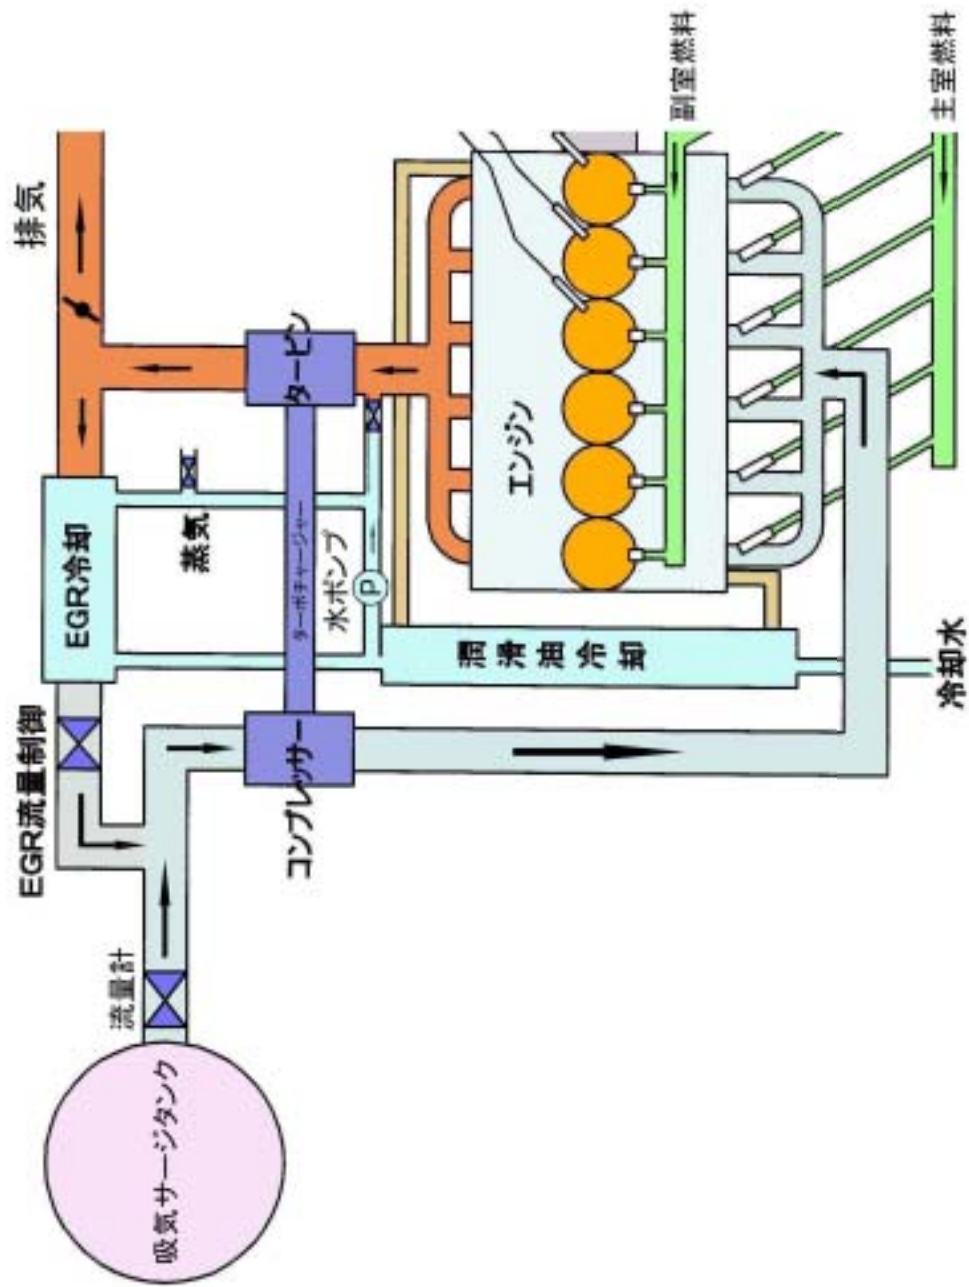 排気
副室燃料
主室燃料
タービン
エンジン
蒸気
EGR冷却
ターボチャージャー
水ポンプ
P
潤滑油冷却
冷却水
EGR流量制御
コンプレッサー
流量計
吸気サージタンク